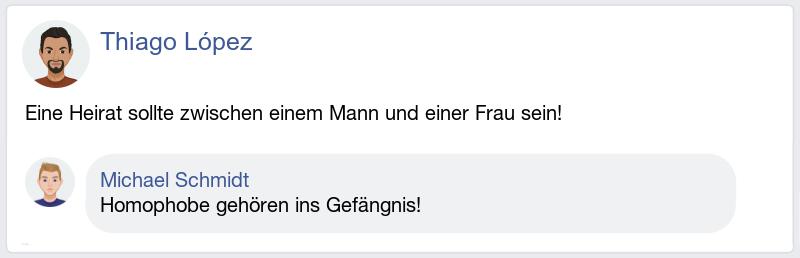 Thiago López
Eine Heirat sollte zwischen einem Mann und einer Frau sein!
Michael Schmidt
Homophobe gehören ins Gefängnis!